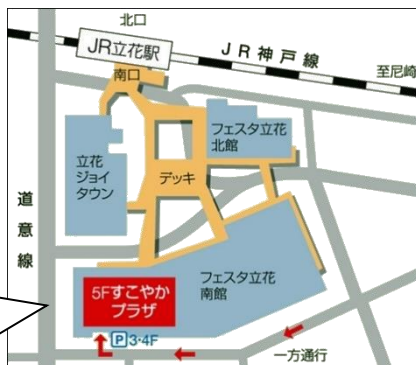 北口
JR立花駅
JR神戸線
至尼崎
南口
フェスタ立花
北館
立花
ジョイ
タウン
デッキ
道意線
フェスタ立花
南館
5Fすこやか
プラザ
P3・4F
一方通行